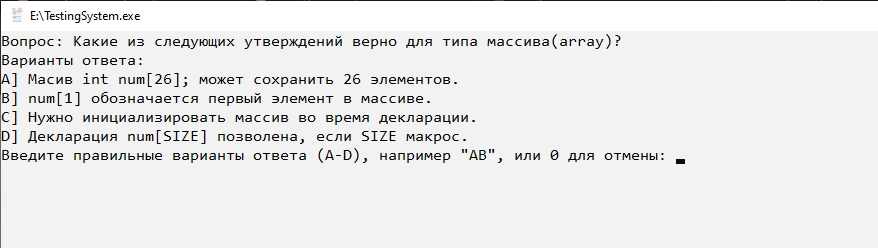 E:\TestingSystem.exe
Вопрос: Какие из следующих утверждений верно для типа массива(array)?
Варианты ответа:
A] Масив int num[26]; может сохранить 26 элементов.
B] num[1] обозначается первый элемент в массиве.
C] Нужно инициализировать массив во время декларации.
D] Декларация num[SIZE] позволена, если SIZE макрос.
Введите правильные варианты ответа (A-D), например "AB", или 0 для отмены: